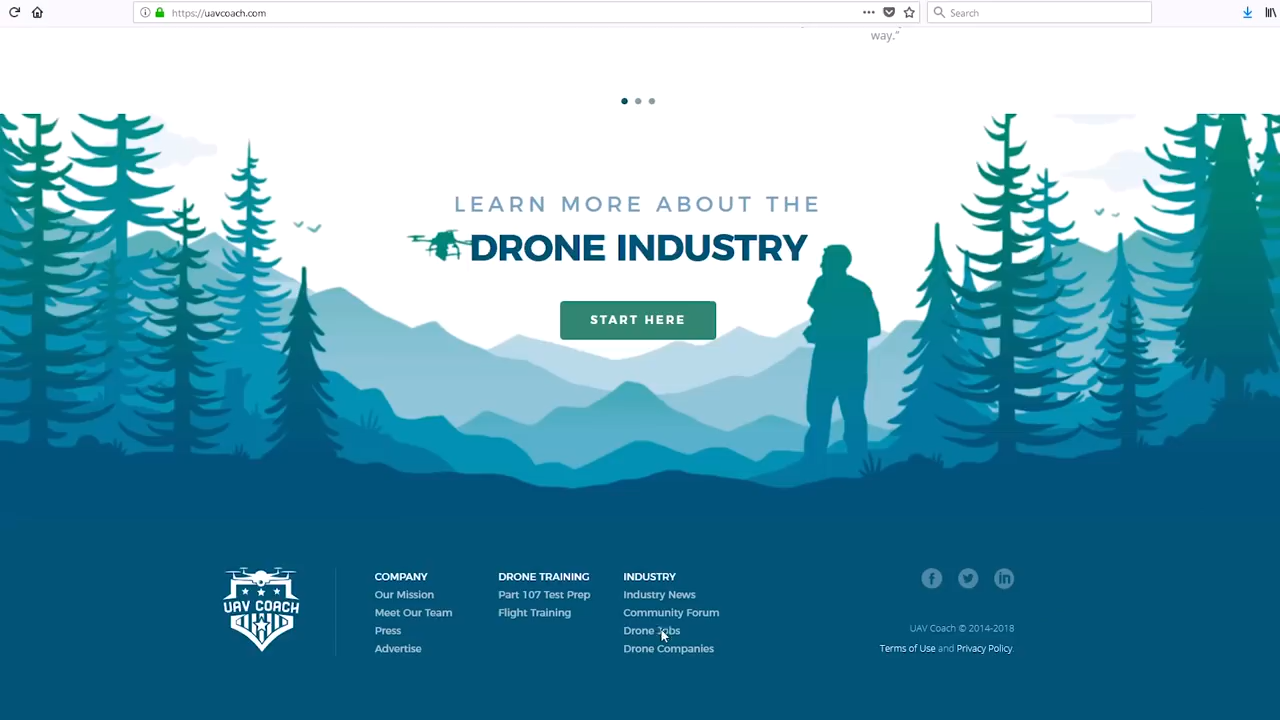 https://uavcoach.com
Search
way."
LEARN MORE ABOUT THE
DRONE INDUSTRY
START HERE
UAV COACH
COMPANY
Our Mission
Meet Our Team
Press
Advertise
DRONE TRAINING
Part 107 Test Prep
Flight Training
INDUSTRY
Industry News
Community Forum
Drone Jobs
Drone Companies
UAV Coach © 2014-2018
Terms of Use and Privacy Policy.